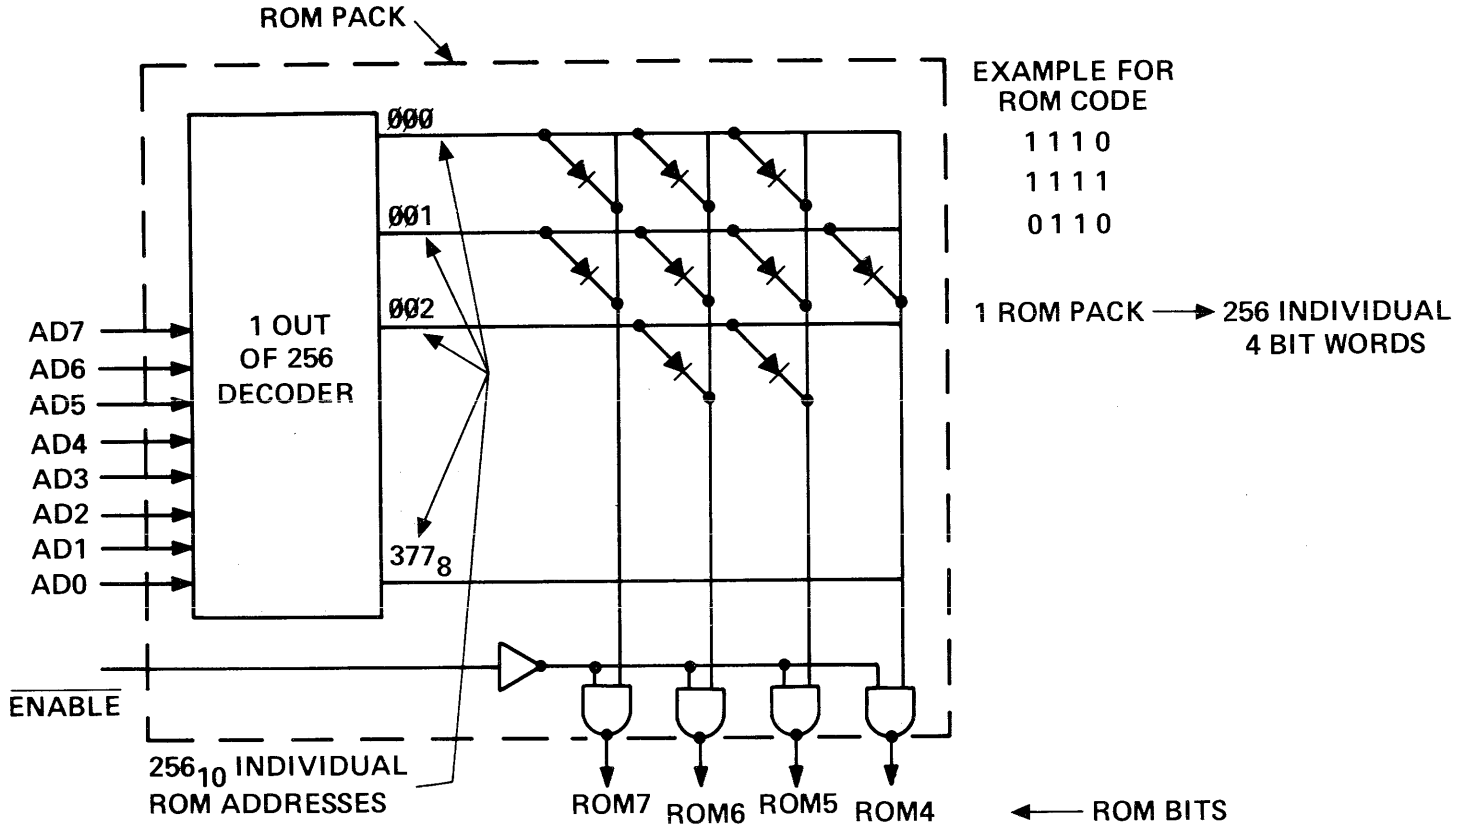 ROM PACK
EXAMPLE FOR
ROM CODE
1 1 1 0
1 1 1 1
0 1 1 0
ØØØ
ØØ1
ØØ2
377₈
1 ROM PACK
256 INDIVIDUAL
4 BIT WORDS
1 OUT
OF 256
DECODER
AD7
AD6
AD5
AD4
AD3
AD2
AD1
AD0
ENABLE
256₁₀ INDIVIDUAL
ROM ADDRESSES
ROM7
ROM6
ROM5
ROM4
ROM BITS